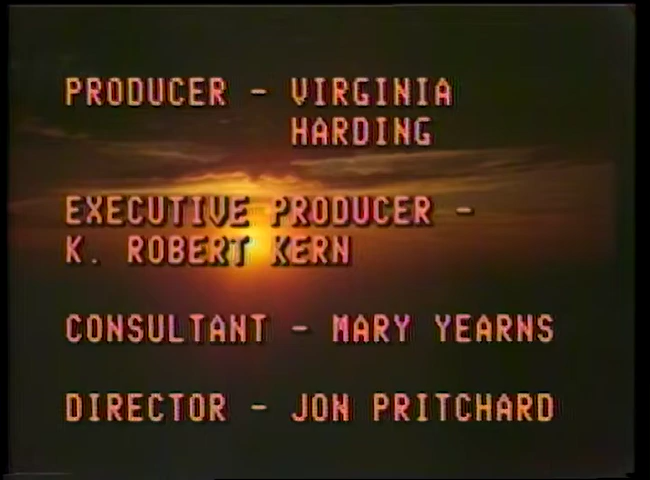 PRODUCER - VIRGINIA
HARDING
EXECUTIVE PRODUCER -
K. ROBERT KERN
CONSULTANT - MARY YEARNS
DIRECTOR - JON PRITCHARD